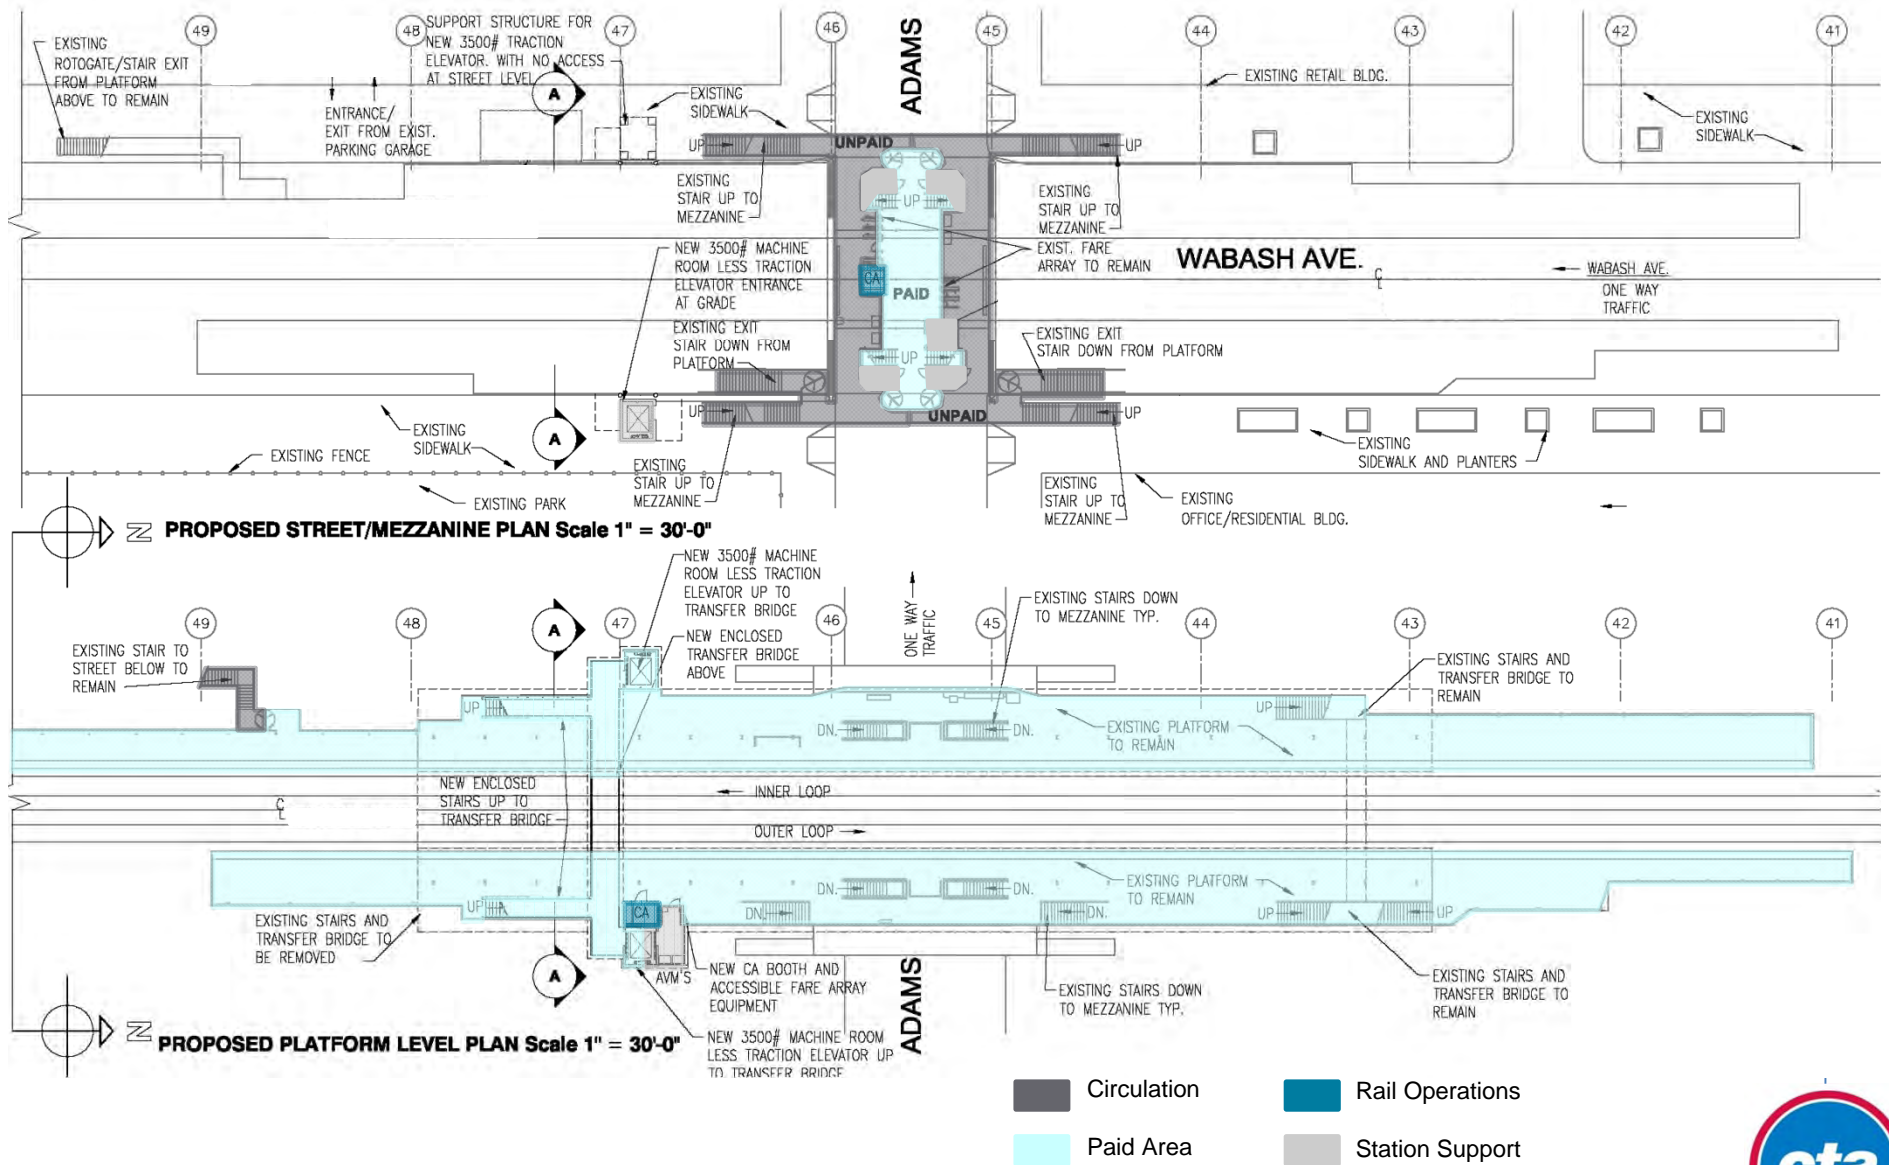 49
48
47
46
45
44
43
42
41
EXISTING
ROTOGATE/STAIR EXIT
FROM PLATFORM
ABOVE TO REMAIN
SUPPORT STRUCTURE FOR
NEW 3500# TRACTION
ELEVATOR. WITH NO ACCESS
AT STREET LEVEL
A
ENTRANCE/
EXIT FROM EXIST.
PARKING GARAGE
EXISTING
SIDEWALK
ADAMS
EXISTING RETAIL BLDG.
EXISTING
SIDEWALK
UP
UNPAID
UP
EXISTING
STAIR UP TO
MEZZANINE
UP
EXISTING
STAIR UP TO
MEZZANINE
NEW 3500# MACHINE
ROOM LESS TRACTION
ELEVATOR ENTRANCE
AT GRADE
EXIST. FARE
ARRAY TO REMAIN
WABASH AVE.
WABASH AVE.
ONE WAY
TRAFFIC
CA
PAID
EXISTING EXIT
STAIR DOWN FROM
PLATFORM
UP
EXISTING EXIT
STAIR DOWN FROM PLATFORM
UP
UNPAID
UP
A
EXISTING
SIDEWALK
EXISTING FENCE
EXISTING PARK
EXISTING
STAIR UP TO
MEZZANINE
EXISTING
STAIR UP TO
MEZZANINE
EXISTING
SIDEWALK AND PLANTERS
EXISTING
OFFICE/RESIDENTIAL BLDG.
N PROPOSED STREET/MEZZANINE PLAN Scale 1" = 30'-0"
NEW 3500# MACHINE
ROOM LESS TRACTION
ELEVATOR UP TO
TRANSFER BRIDGE
49
48
A
47
46
45
44
43
42
41
NEW ENCLOSED
TRANSFER BRIDGE
ABOVE
ONE WAY
TRAFFIC
EXISTING STAIRS DOWN
TO MEZZANINE TYP.
EXISTING STAIR TO
STREET BELOW TO
REMAIN
EXISTING STAIRS AND
TRANSFER BRIDGE TO
REMAIN
UP
DN.
DN.
UP
EXISTING PLATFORM
TO REMAIN
NEW ENCLOSED
STAIRS UP TO
TRANSFER BRIDGE
INNER LOOP
OUTER LOOP
UP
CA
DN.
DN.
DN.
DN.
EXISTING PLATFORM
TO REMAIN
UP
UP
EXISTING STAIRS AND
TRANSFER BRIDGE TO
BE REMOVED
A
AVM'S
NEW CA BOOTH AND
ACCESSIBLE FARE ARRAY
EQUIPMENT
ADAMS
EXISTING STAIRS DOWN
TO MEZZANINE TYP.
EXISTING STAIRS AND
TRANSFER BRIDGE TO
REMAIN
N PROPOSED PLATFORM LEVEL PLAN Scale 1" = 30'-0"
NEW 3500# MACHINE ROOM
LESS TRACTION ELEVATOR UP
TO TRANSFER BRIDGE
Circulation
Rail Operations
Paid Area
Station Support
cta